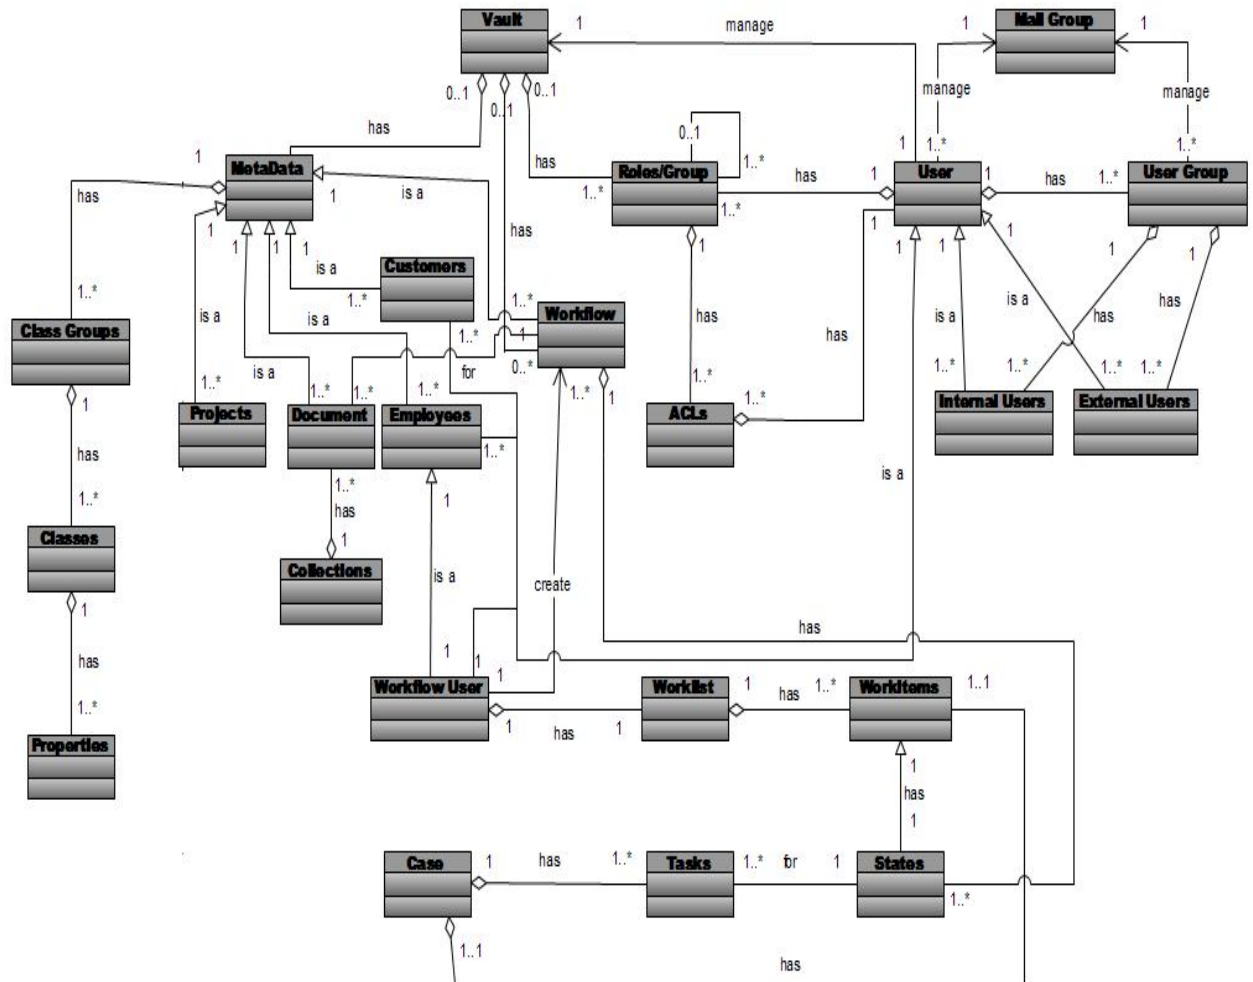 Vault
1
manage
1
Mail Group
1
0..1
0..1
0..1
manage
manage
has
0..1
1
MetaData
has
Roles/Group
1..*
1
1..*
User
1..*
User Group
has
is a
1
1..*
1..*
has
1
1
has
1..*
has
1
1
1
1
1
1
1
1
1
1
1
Customers
is a
1..*
1..*
Workflow
is a
has
has
1..*
Class Groups
is a
is a
1..*
1
has
has
is a
has
is a
for
0..*
1
1..*
1..*
1..*
1..*
1..*
1
1..*
1..*
1..*
1..*
1..*
Projects
Document
Employees
ACLs
1..*
Internal Users
External Users
has
1..*
1..*
has
is a
1..*
1
1
Classes
Collections
1
is a
create
has
has
1
1
1
1..*
Workflow User
Worklist
1
has
1..*
WorkItems
1..1
1
has
1
Properties
1
has
1
Case
1
has
1..*
Tasks
1..*
for
1
States
1..*
1..1
has